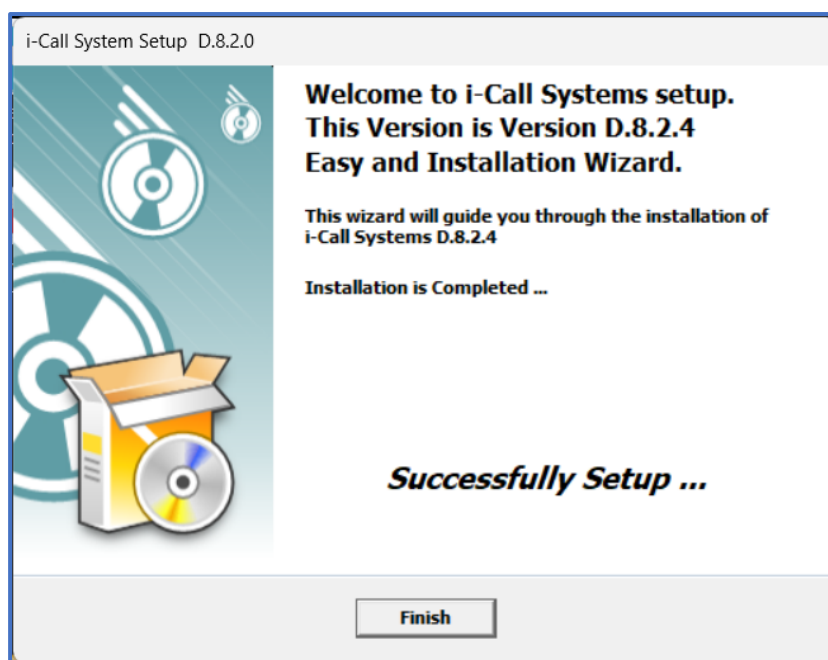 i-Call System Setup  D.8.2.0
Welcome to i-Call Systems setup.
This Version is Version D.8.2.4
Easy and Installation Wizard.
This wizard will guide you through the installation of
i-Call Systems D.8.2.4
Installation is Completed ...
Successfully Setup ...
Finish